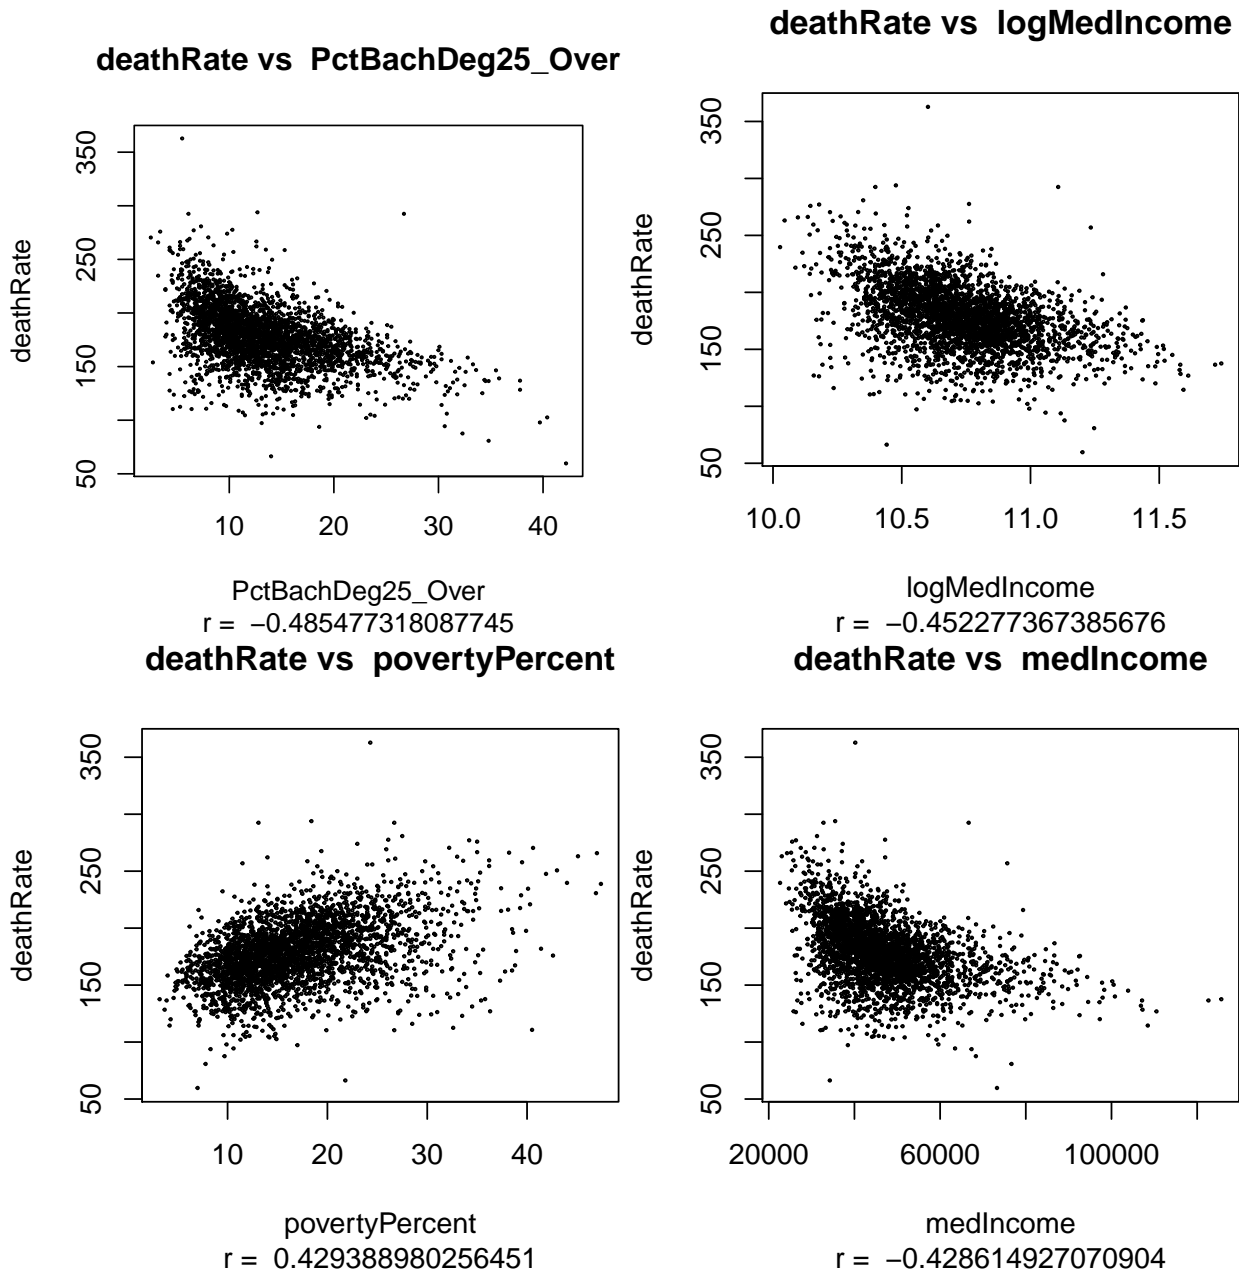 deathRate vs  PctBachDeg25_Over
deathRate
350
250
150
50
10 20 30 40
PctBachDeg25_Over
r =  −0.485477318087745
deathRate vs  logMedIncome
deathRate
350
250
150
50
10.0 10.5 11.0 11.5
logMedIncome
r =  −0.452277367385676
deathRate vs  povertyPercent
deathRate
350
250
150
50
10 20 30 40
povertyPercent
r =  0.429388980256451
deathRate vs  medIncome
deathRate
350
250
150
50
20000 60000 100000
medIncome
r =  −0.428614927070904